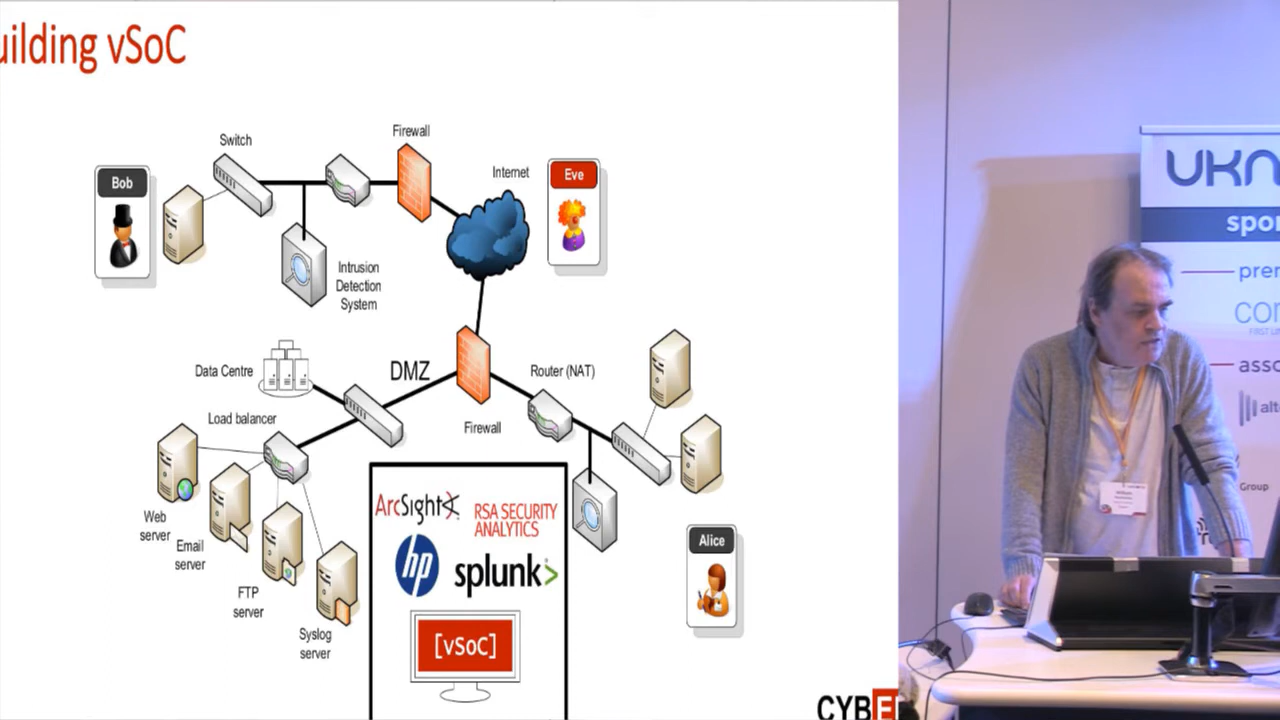 uilding vSoC
Switch
Firewall
Internet
Bob
Eve
Intrusion
Detection
System
Data Centre
DMZ
Router (NAT)
Load balancer
Firewall
Web
server
Email
server
FTP
server
Syslog
server
ArcSight
RSA SECURITY
ANALYTICS
hp
splunk>
[vSoC]
Alice
CYBE
UKN
spo
prem
CO
asso
alt
Group